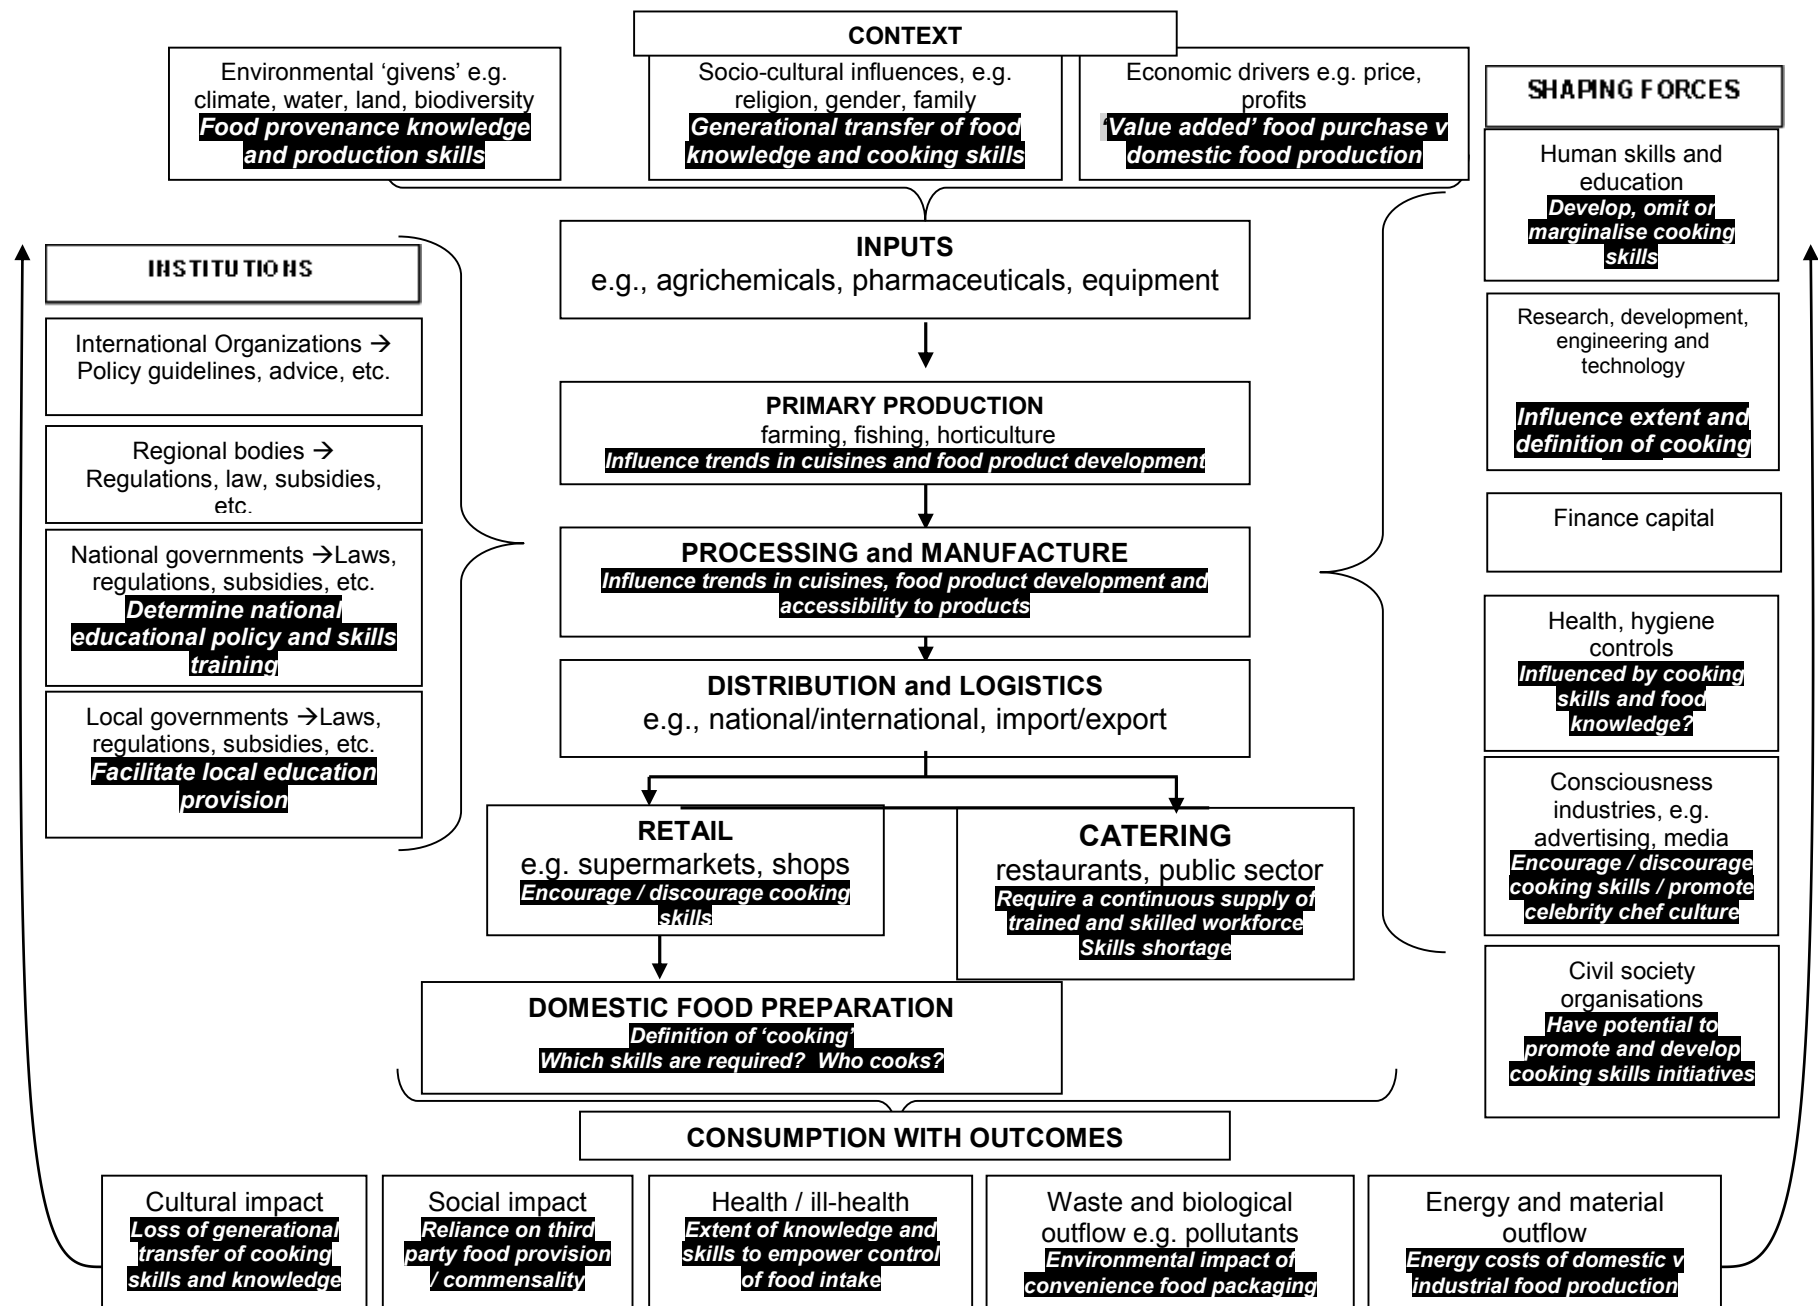 CONTEXT
Environmental ‘givens’ e.g.
climate, water, land, biodiversity
Food provenance knowledge
and production skills
Socio-cultural influences, e.g.
religion, gender, family
Generational transfer of food
knowledge and cooking skills
Economic drivers e.g. price,
profits
‘Value added’ food purchase v
domestic food production
SHAPING FORCES
Human skills and
education
Develop, omit or
marginalise cooking
skills
Research, development,
engineering and
technology
Influence extent and
definition of cooking
Finance capital
Health, hygiene
controls
Influenced by cooking
skills and food
knowledge?
Consciousness
industries, e.g.
advertising, media
Encourage / discourage
cooking skills / promote
celebrity chef culture
Civil society
organisations
Have potential to
promote and develop
cooking skills initiatives
INSTITUTIONS
International Organizations →
Policy guidelines, advice, etc.
Regional bodies →
Regulations, law, subsidies,
etc.
National governments →Laws,
regulations, subsidies, etc.
Determine national
educational policy and skills
training
Local governments →Laws,
regulations, subsidies, etc.
Facilitate local education
provision
INPUTS
e.g., agrichemicals, pharmaceuticals, equipment
PRIMARY PRODUCTION
farming, fishing, horticulture
Influence trends in cuisines and food product development
PROCESSING and MANUFACTURE
Influence trends in cuisines, food product development and
accessibility to products
DISTRIBUTION and LOGISTICS
e.g., national/international, import/export
RETAIL
e.g. supermarkets, shops
Encourage / discourage cooking
skills
CATERING
restaurants, public sector
Require a continuous supply of
trained and skilled workforce
Skills shortage
DOMESTIC FOOD PREPARATION
Definition of ‘cooking’
Which skills are required?  Who cooks?
CONSUMPTION WITH OUTCOMES
Cultural impact
Loss of generational
transfer of cooking
skills and knowledge
Social impact
Reliance on third
party food provision
/ commensality
Health / ill-health
Extent of knowledge and
skills to empower control
of food intake
Waste and biological
outflow e.g. pollutants
Environmental impact of
convenience food packaging
Energy and material
outflow
Energy costs of domestic v
industrial food production